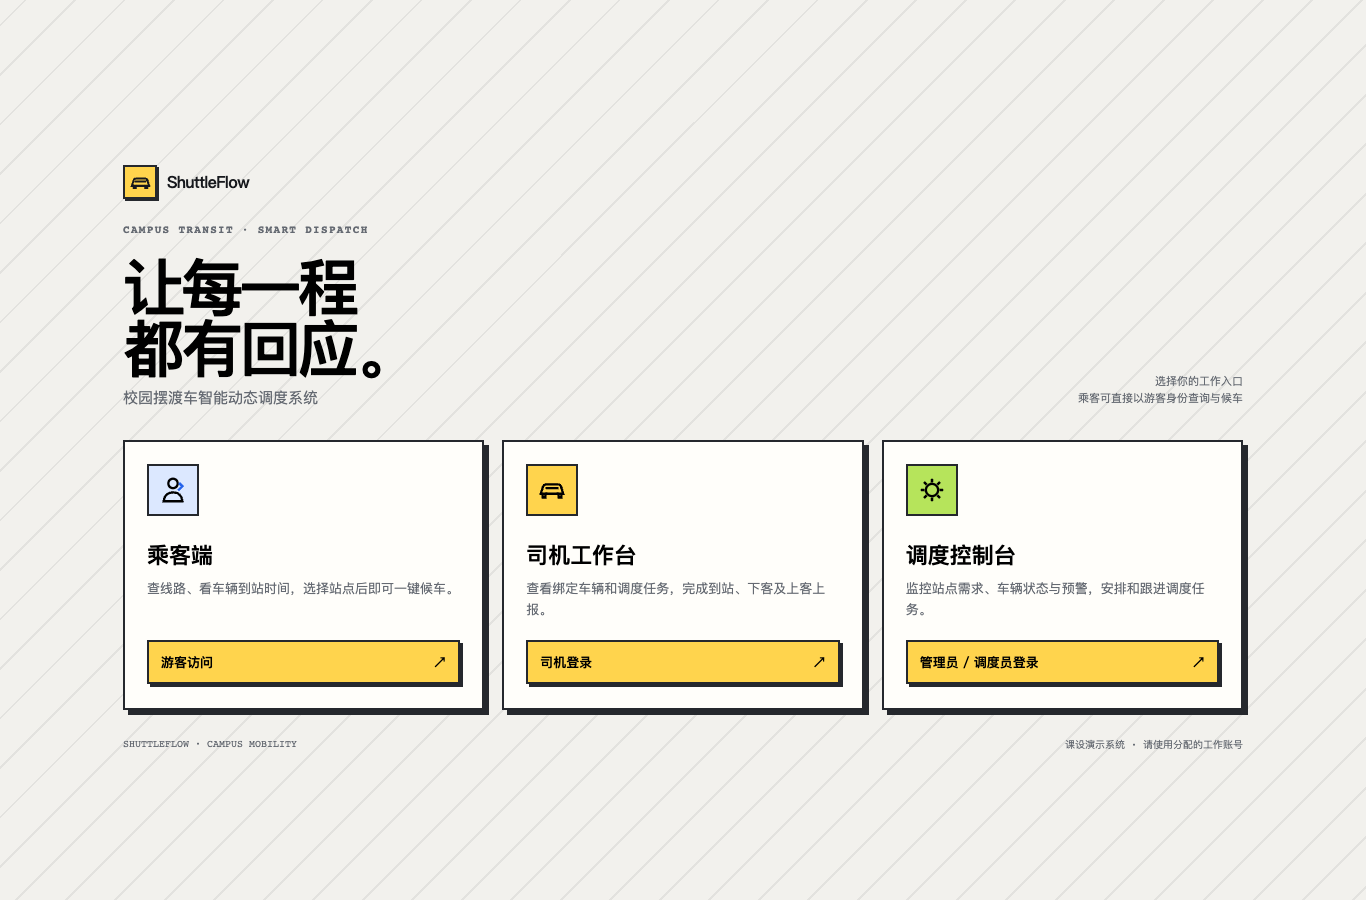 ShuttleFlow
CAMPUS TRANSIT · SMART DISPATCH
让每一程
都有回应。
校园摆渡车智能动态调度系统
选择你的工作入口
乘客可直接以游客身份查询与候车
乘客端
查线路、看车辆到站时间，选择站点后即可一键候车。
游客访问 ↗
司机工作台
查看绑定车辆和调度任务，完成到站、下客及上客上
报。
司机登录 ↗
调度控制台
监控站点需求、车辆状态与预警，安排和跟进调度任
务。
管理员 / 调度员登录 ↗
SHUTTLEFLOW · CAMPUS MOBILITY
课设演示系统 · 请使用分配的工作账号